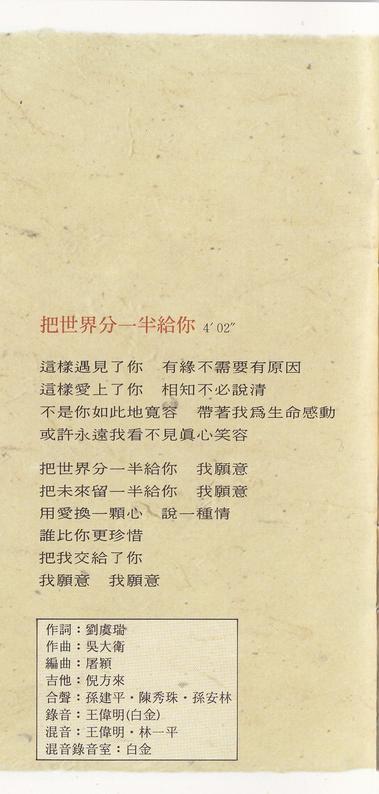 把世界分一半給你 4′02″
這樣遇見了你　有緣不需要有原因
這樣愛上了你　相知不必說清
不是你如此地寬容　帶著我爲生命感動
或許永遠我看不見眞心笑容
把世界分一半給你　我願意
把未來留一半給你　我願意
用愛換一顆心　說一種情
誰比你更珍惜
把我交給了你
我願意　我願意
作詞：劉虞瑞
作曲：吳大衛
編曲：屠穎
吉他：倪方來
合聲：孫建平・陳秀珠・孫安林
錄音：王偉明(白金)
混音：王偉明・林一平
混音錄音室：白金